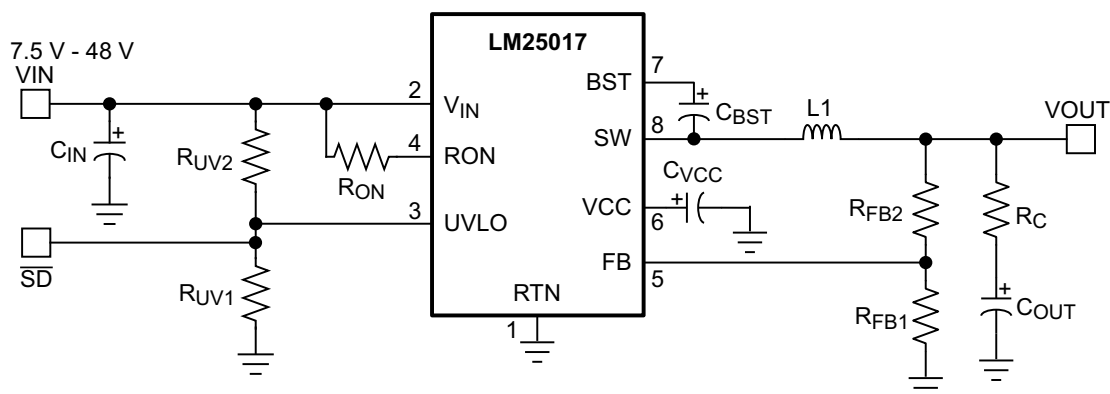 LM25017
7.5 V - 48 V
VIN
7
BST
2
VIN
CBST
L1
VOUT
8
SW
CIN
RUV2
4
RON
RON
CVCC
3
UVLO
VCC
6
RFB2
RC
SD
FB
5
RUV1
RTN
1
RFB1
COUT
+
+
+
+